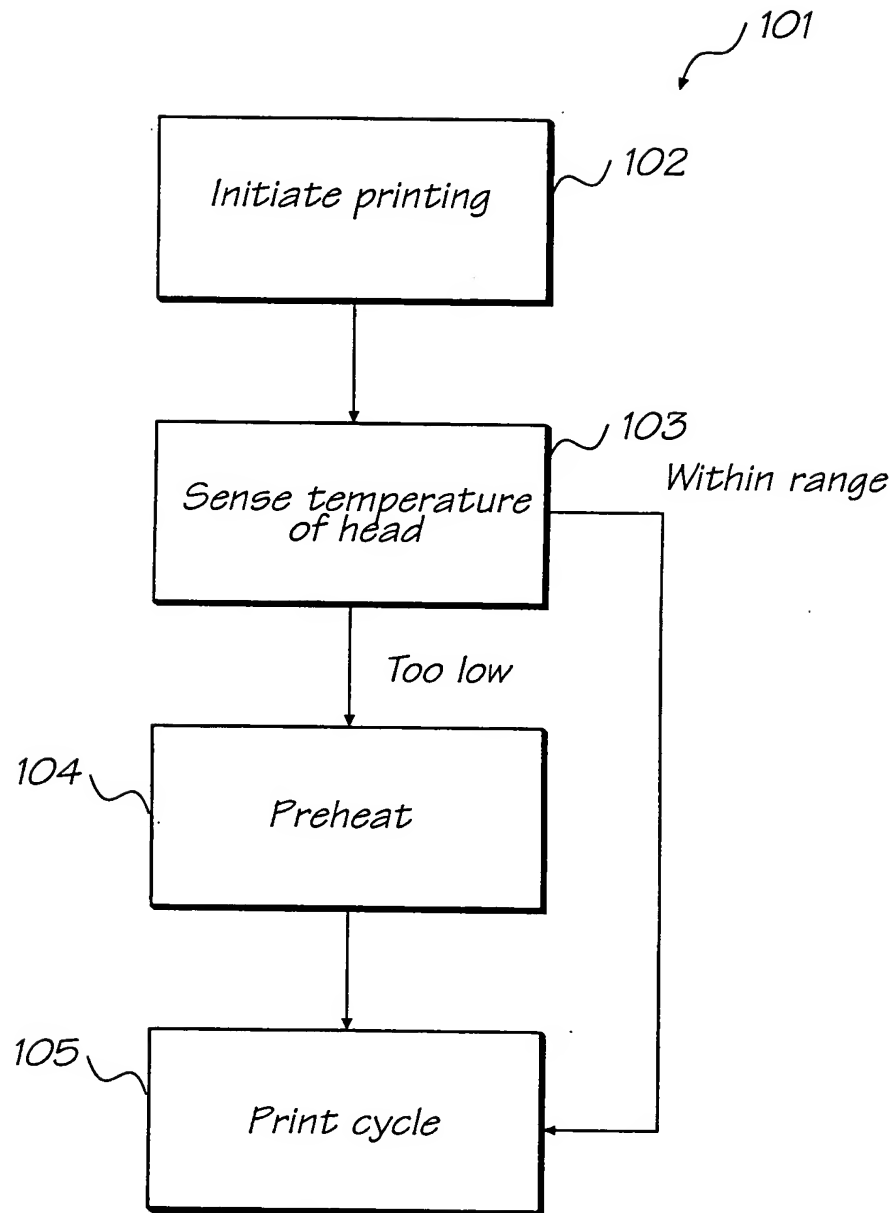 101
Initiate printing
102
103
Sense temperature
of head
Within range
Too low
104
Preheat
105
Print cycle